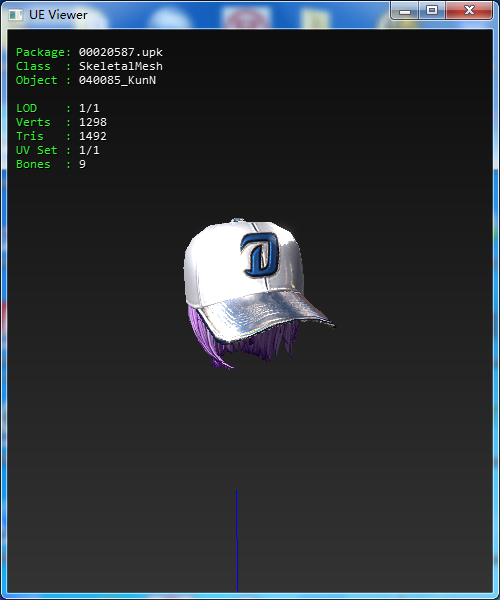 UE Viewer
Package: 00020587.upk
Class : SkeletalMesh
Object : 040085_KunN
LOD : 1/1
Verts : 1298
Tris : 1492
UV Set : 1/1
Bones : 9
D